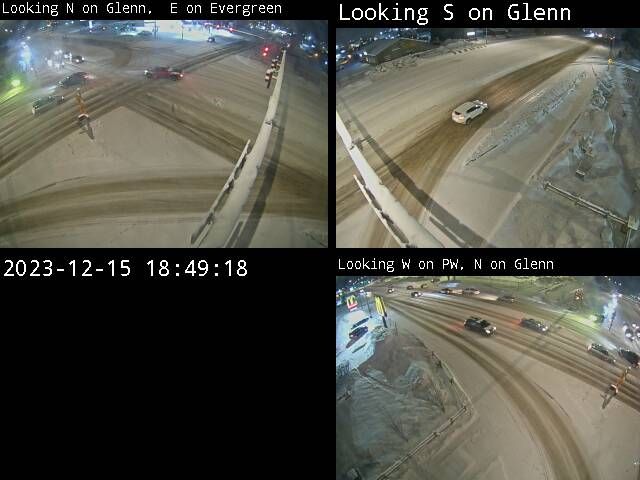 Looking N on Glenn,  E on Evergreen
Looking S on Glenn
2023-12-15 18:49:18
Looking W on PW, N on Glenn